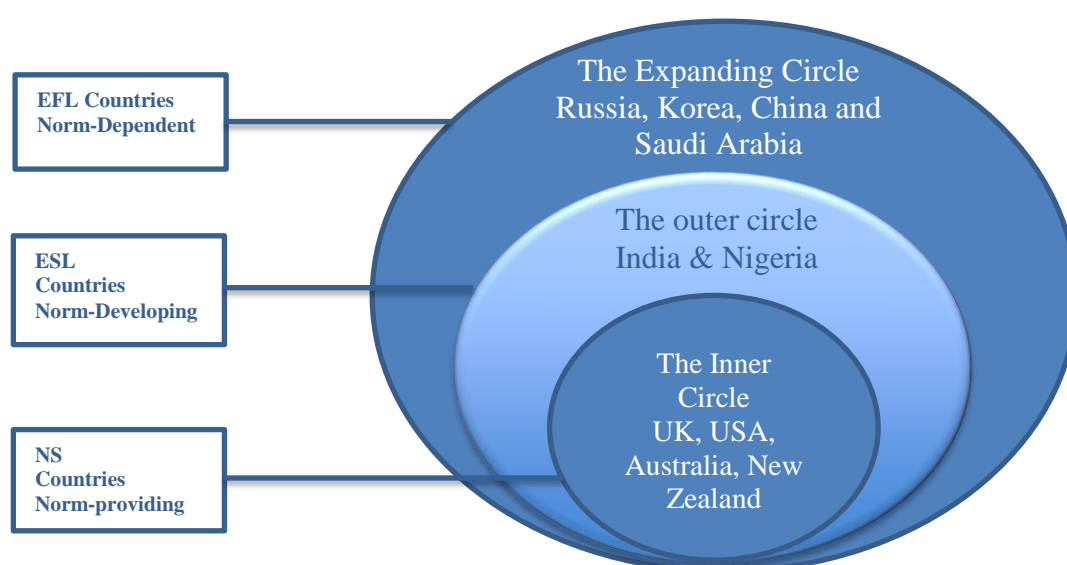 EFL Countries
Norm-Dependent
The Expanding Circle
Russia, Korea, China and
Saudi Arabia
ESL
Countries
Norm-Developing
The outer circle
India & Nigeria
NS
Countries
Norm-providing
The Inner
Circle
UK, USA,
Australia, New
Zealand